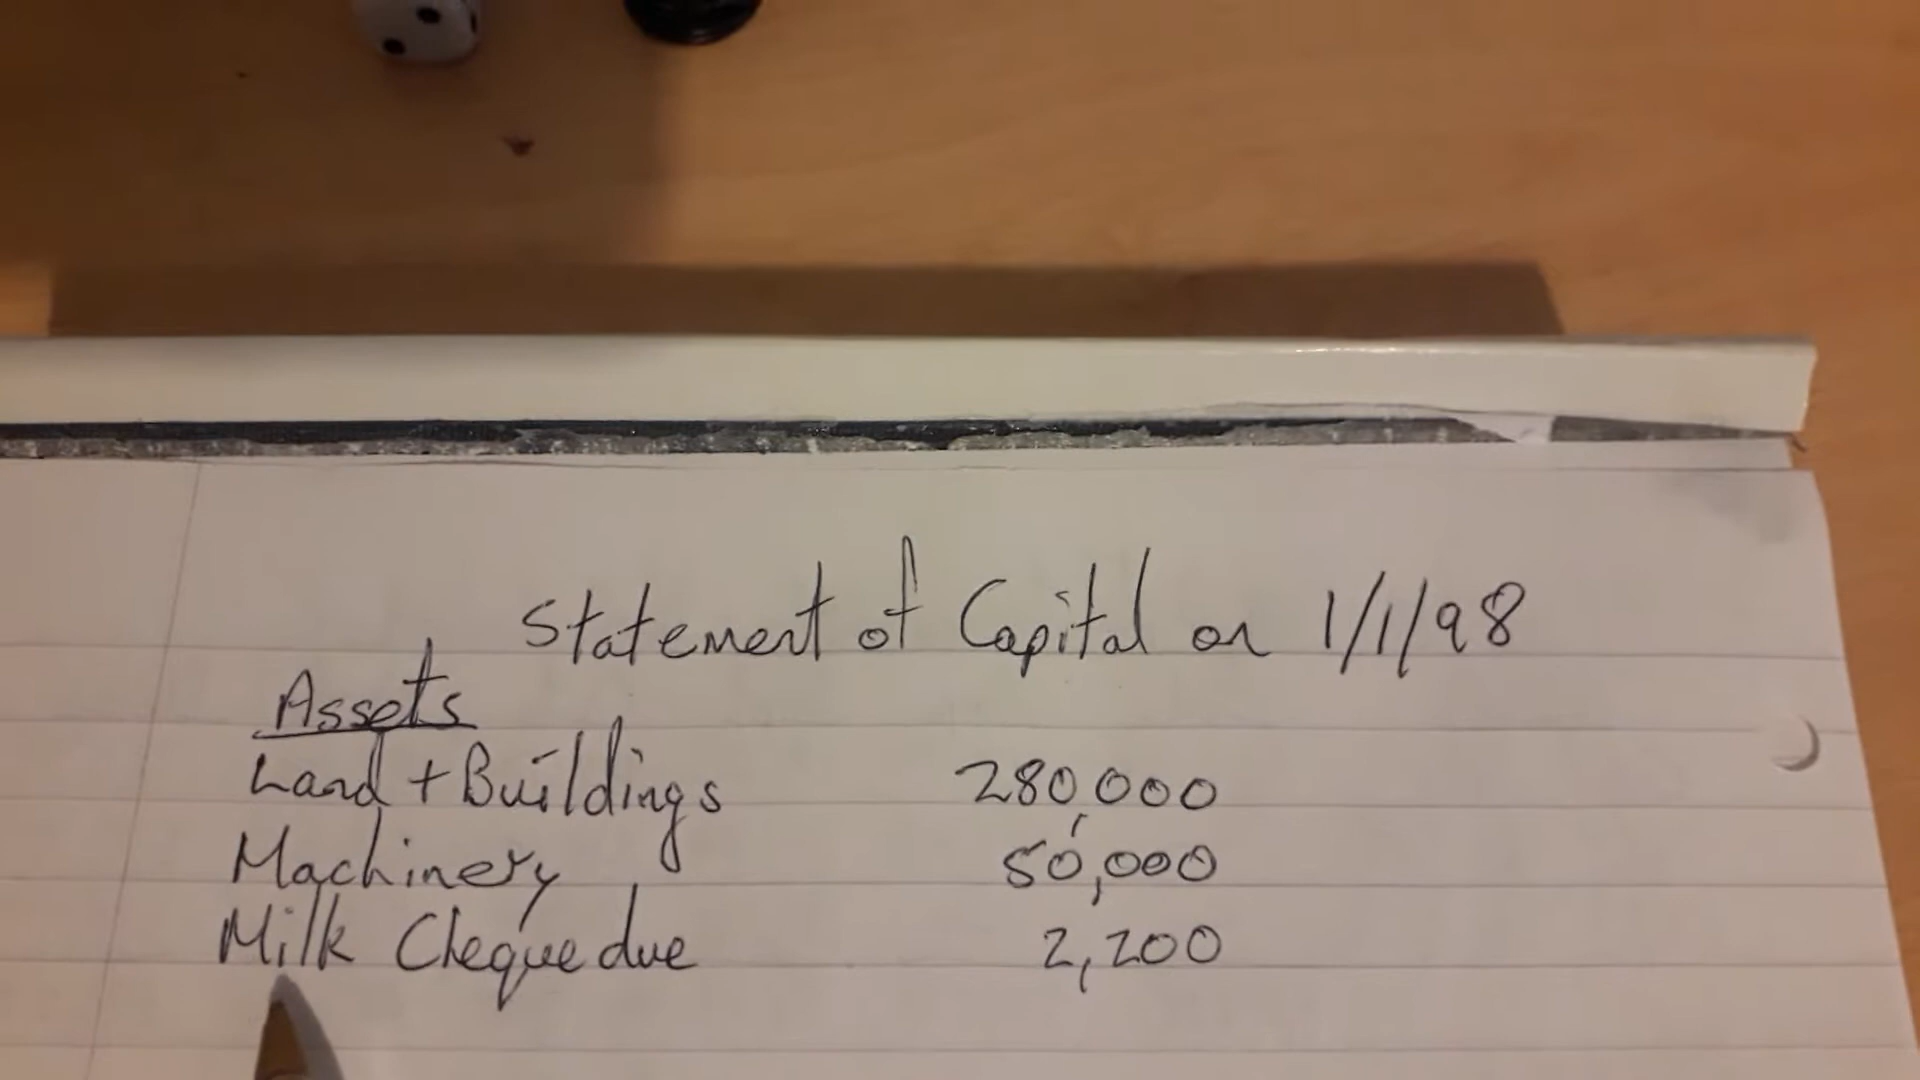 Statement of Capital on 1/1/98
Assets
Land + Buildings 280,000
Machinery 50,000
Milk Cheque due 2,200